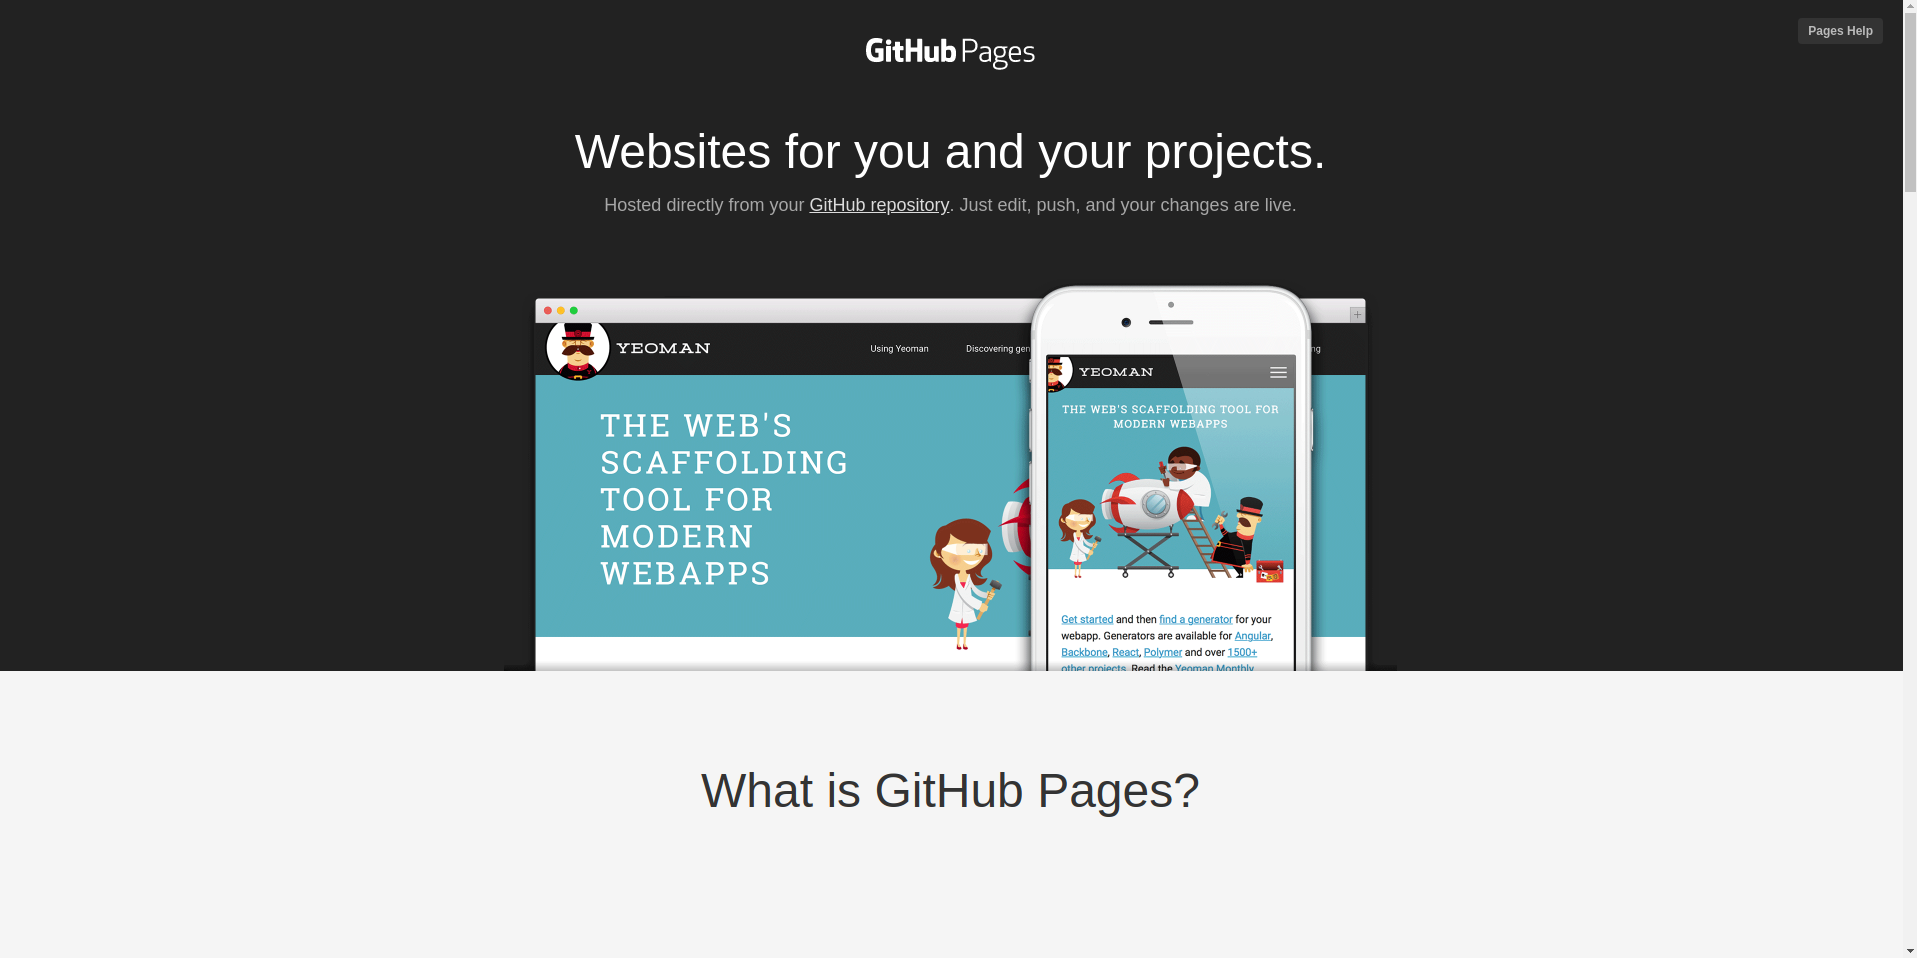 GitHub Pages
Pages Help
Websites for you and your projects.
Hosted directly from your GitHub repository. Just edit, push, and your changes are live.
YEOMAN
Using Yeoman
Discovering gen
ng
THE WEB'S
SCAFFOLDING
TOOL FOR
MODERN
WEBAPPS
YEOMAN
THE WEB'S SCAFFOLDING TOOL FOR
MODERN WEBAPPS
Get started and then find a generator for your
webapp. Generators are available for Angular,
Backbone, React, Polymer and over 1500+
other projects. Read the Yeoman Monthly
What is GitHub Pages?